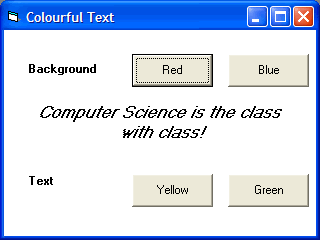 Colourful Text
Background Red Blue
Computer Science is the class
with class!
Text Yellow Green